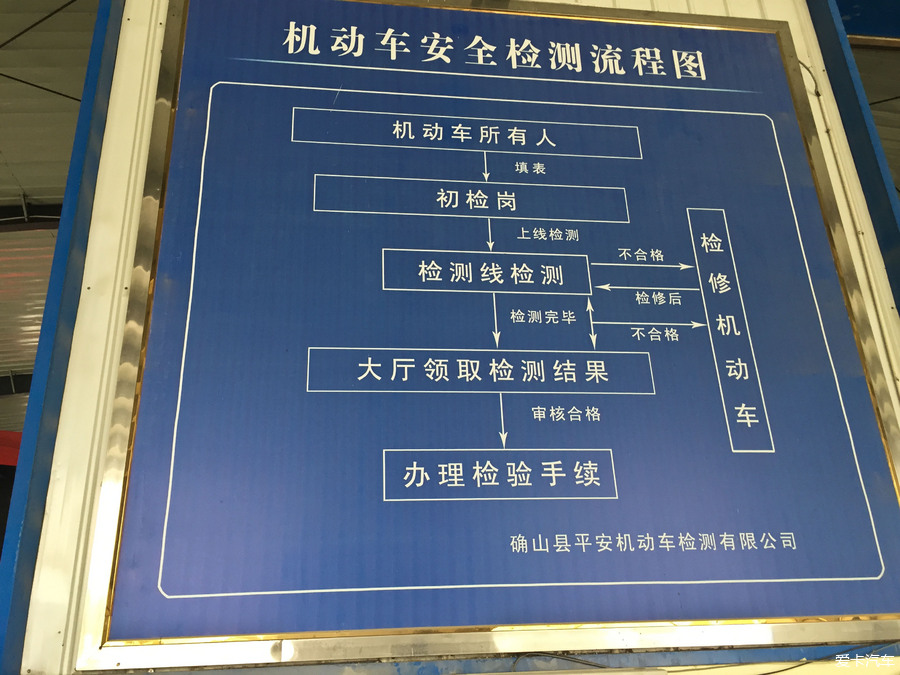 机动车安全检测流程图
机动车所有人
填表
初检岗
上线检测
检测线检测
不合格
检修后
检测完毕
不合格
检修机动车
大厅领取检测结果
审核合格
办理检验手续
确山县平安机动车检测有限公司
爱卡汽车